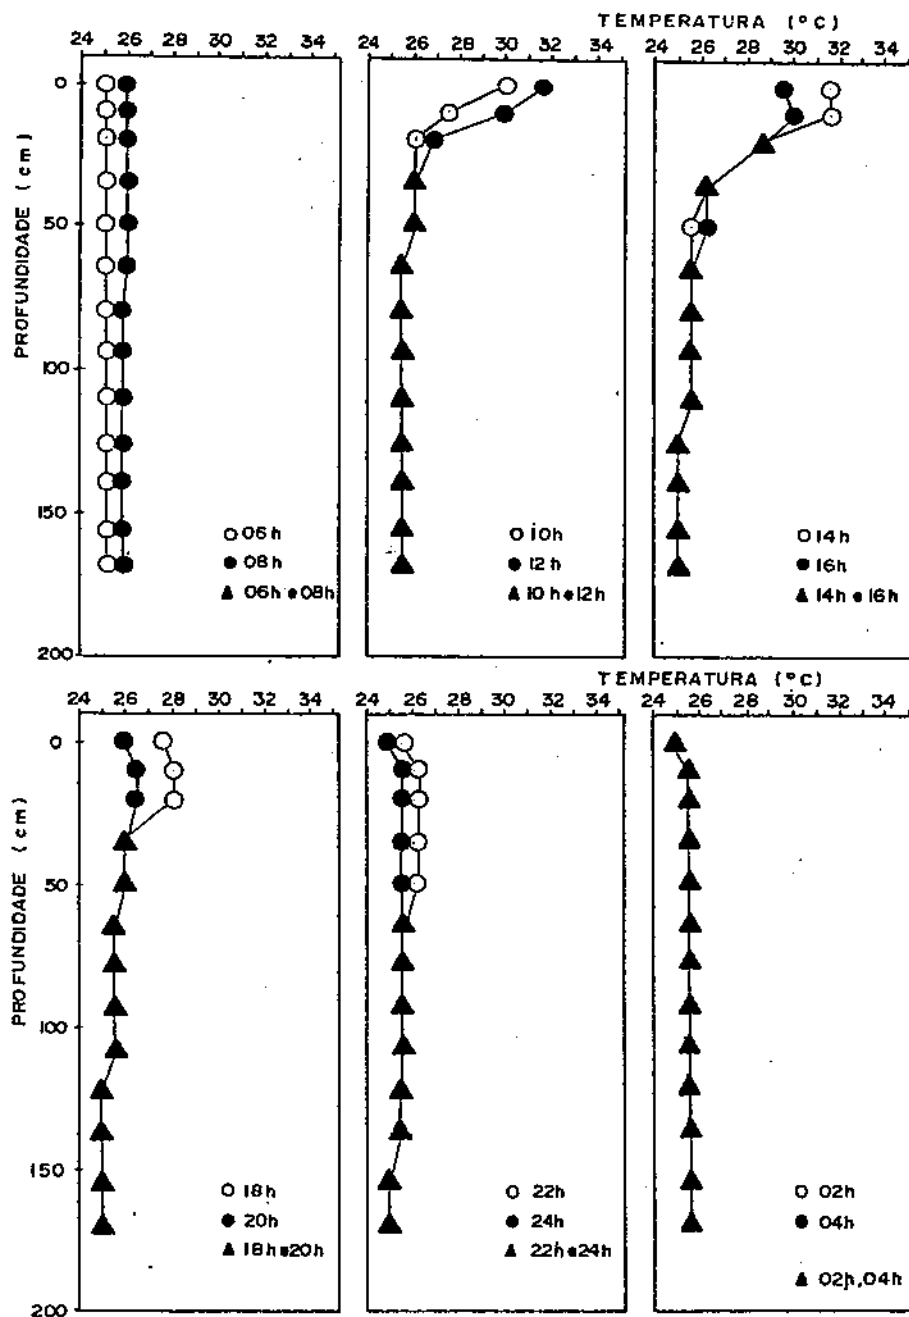 TEMPERATURA (°C)
24 26 28 30 32 34
24 26 28 30 32 34
24 26 28 30 32 34
PROFUNDIDADE (cm)
0
50
100
150
200
○ 06h
● 08h
▲ 06h e 08h
○ 10h
● 12h
▲ 10h e 12h
○ 14h
● 16h
▲ 14h e 16h
TEMPERATURA (°C)
24 26 28 30 32 34
24 26 28 30 32 34
24 26 28 30 32 34
PROFUNDIDADE (cm)
0
50
100
150
200
○ 18h
● 20h
▲ 18h e 20h
○ 22h
● 24h
▲ 22h e 24h
○ 02h
● 04h
▲ 02h,04h